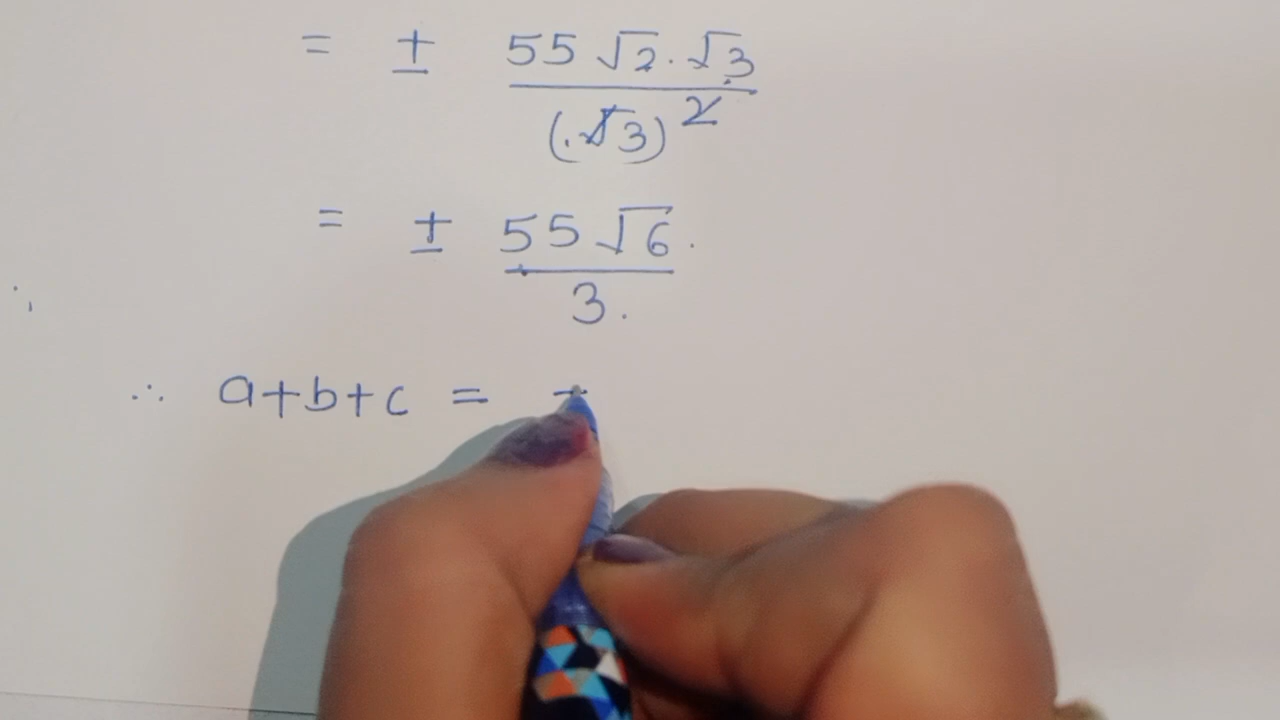 = ± 55 √2 · √3
(√3)²
= ± 55 √6
3
∴ a+b+c =